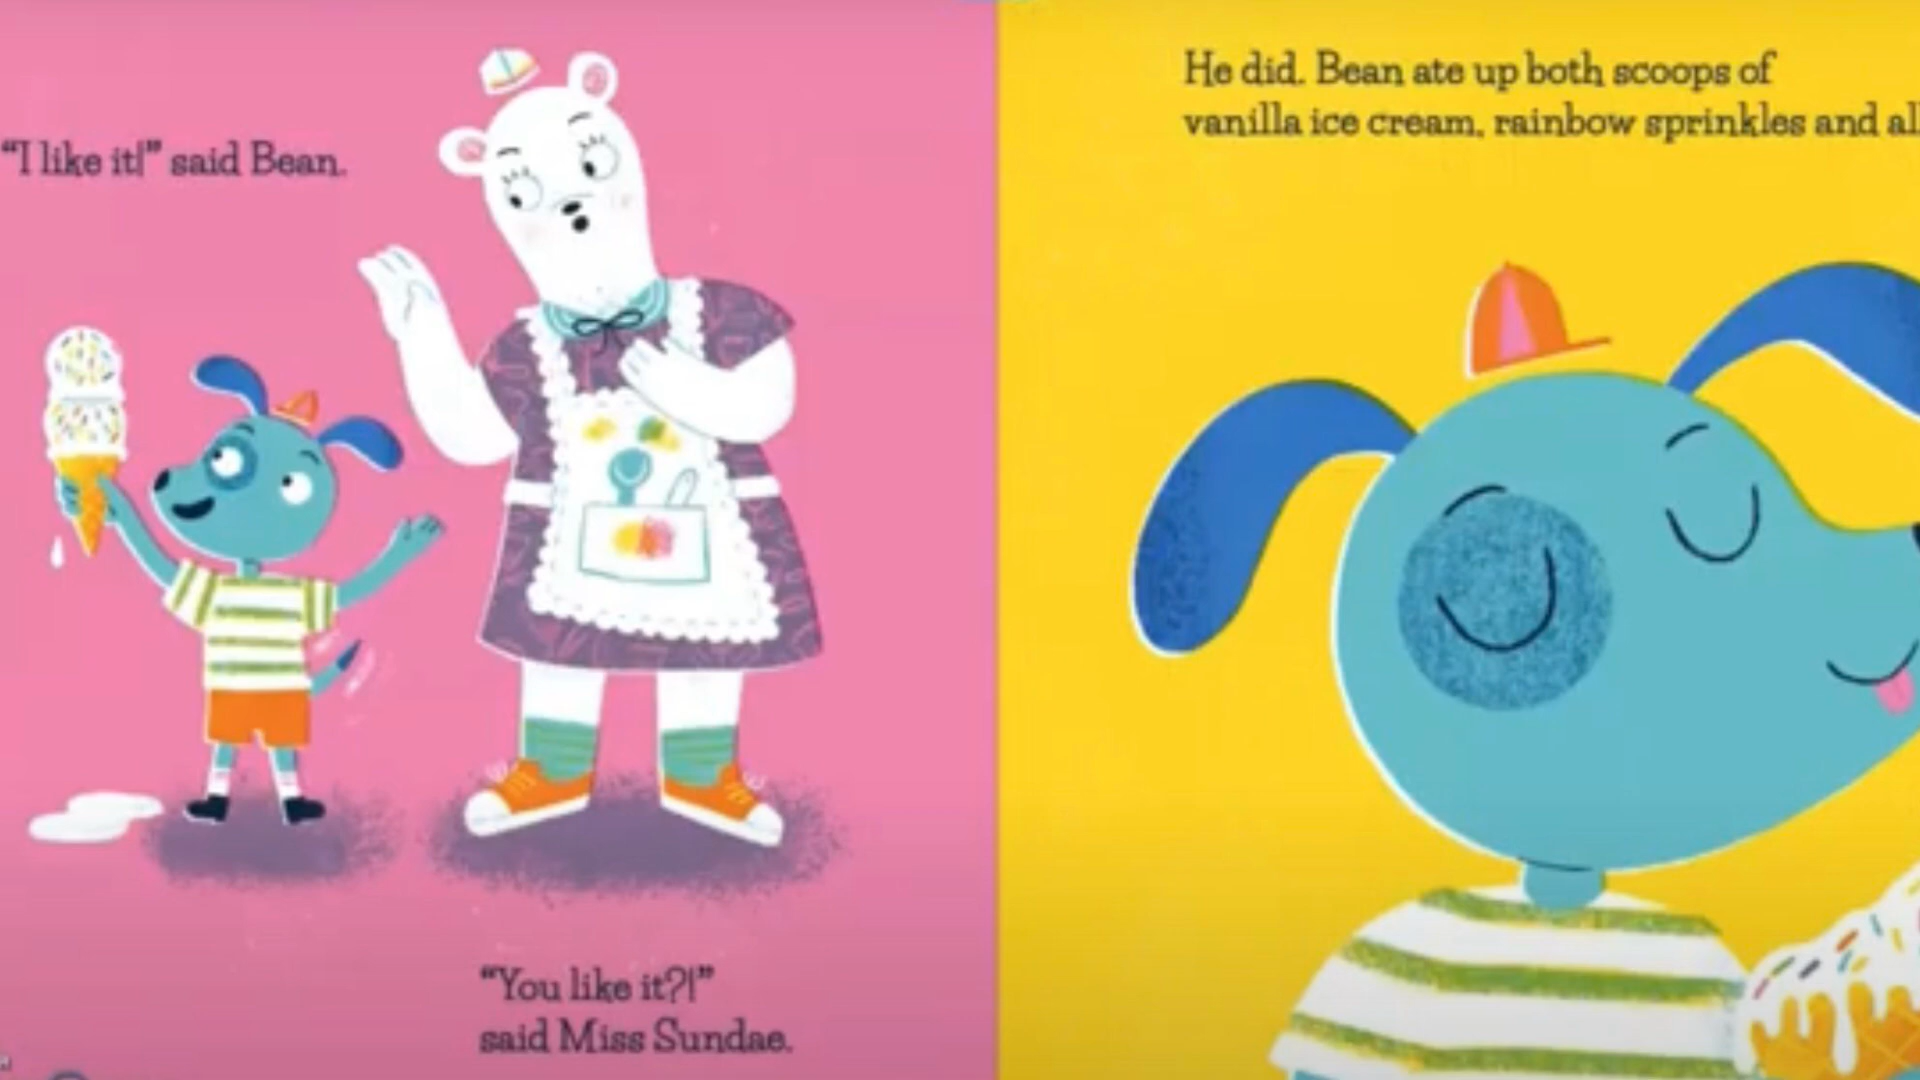 “I like it!” said Bean.
“You like it?!”
said Miss Sundae.
He did. Bean ate up both scoops of
vanilla ice cream, rainbow sprinkles and